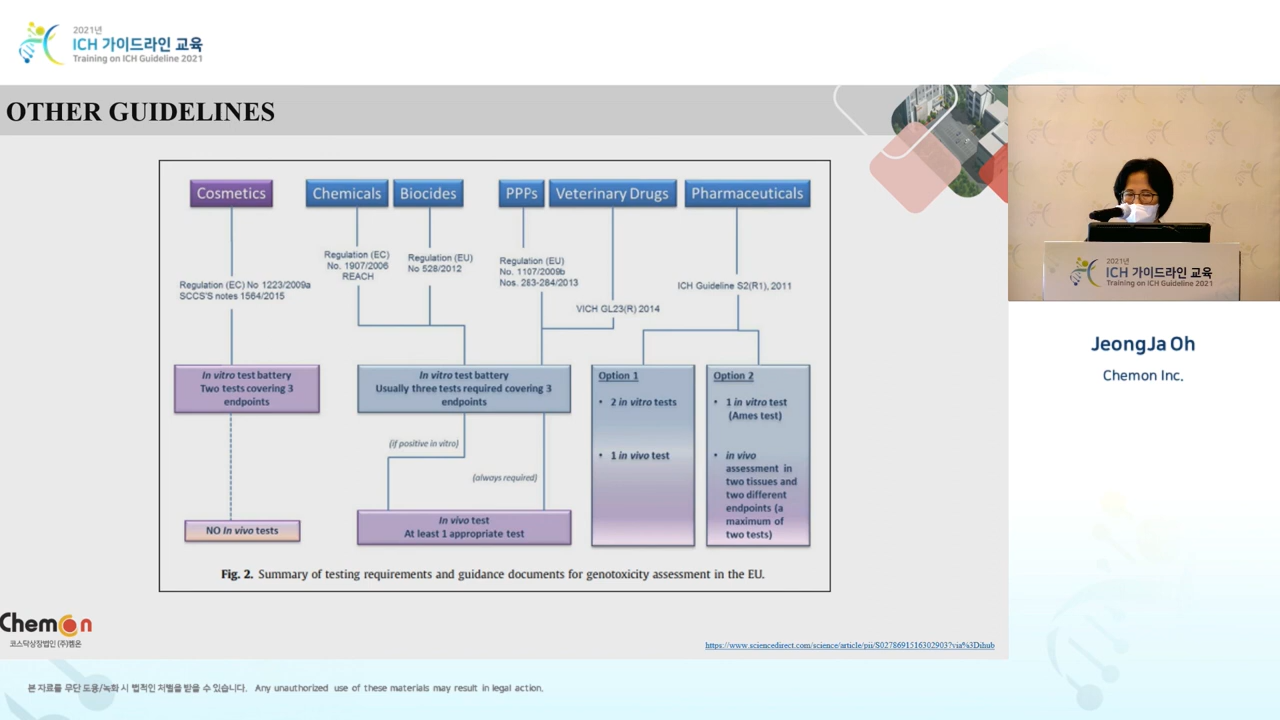 2021년
ICH 가이드라인 교육
Training on ICH Guideline 2021
OTHER GUIDELINES
Cosmetics
Chemicals
Biocides
PPPs
Veterinary Drugs
Pharmaceuticals
Regulation (EC) No 1223/2009a
SCCS'S notes 1564/2015
Regulation (EC)
No. 1907/2006
REACH
Regulation (EU)
No 528/2012
Regulation (EU)
No. 1107/2009b
Nos. 283-284/2013
VICH GL23(R) 2014
ICH Guideline S2(R1), 2011
In vitro test battery
Two tests covering 3
endpoints
In vitro test battery
Usually three tests required covering 3
endpoints
Option 1
• 2 in vitro tests
• 1 in vivo test
Option 2
• 1 in vitro test
(Ames test)
• in vivo
assessment in
two tissues and
two different
endpoints (a
maximum of
two tests)
(if positive in vitro)
(always required)
NO In vivo tests
In vivo test
At least 1 appropriate test
Fig. 2. Summary of testing requirements and guidance documents for genotoxicity assessment in the EU.
Chemon
코스닥상장법인 (주)켐온
https://www.sciencedirect.com/science/article/pii/S0278691516302903?via%3Dihub
2021년
ICH 가이드라인 교육
Training on ICH Guideline 2021
JeongJa Oh
Chemon Inc.
본 자료를 무단 도용/녹화 시 법적인 처벌을 받을 수 있습니다. Any unauthorized use of these materials may result in legal action.